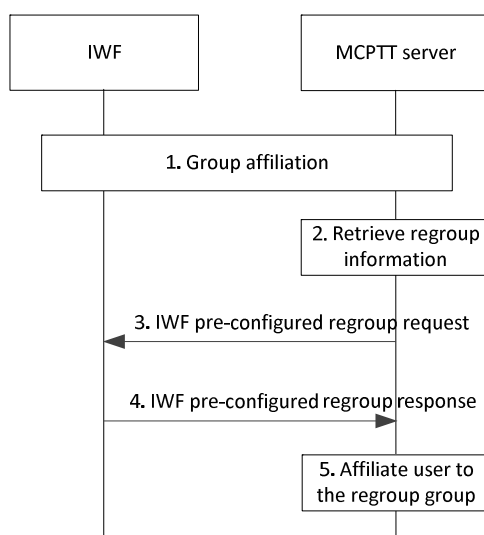 IWF
MCPTT server
1. Group affiliation
2. Retrieve regroup
information
3. IWF pre-configured regroup request
4. IWF pre-configured regroup response
5. Affiliate user to
the regroup group